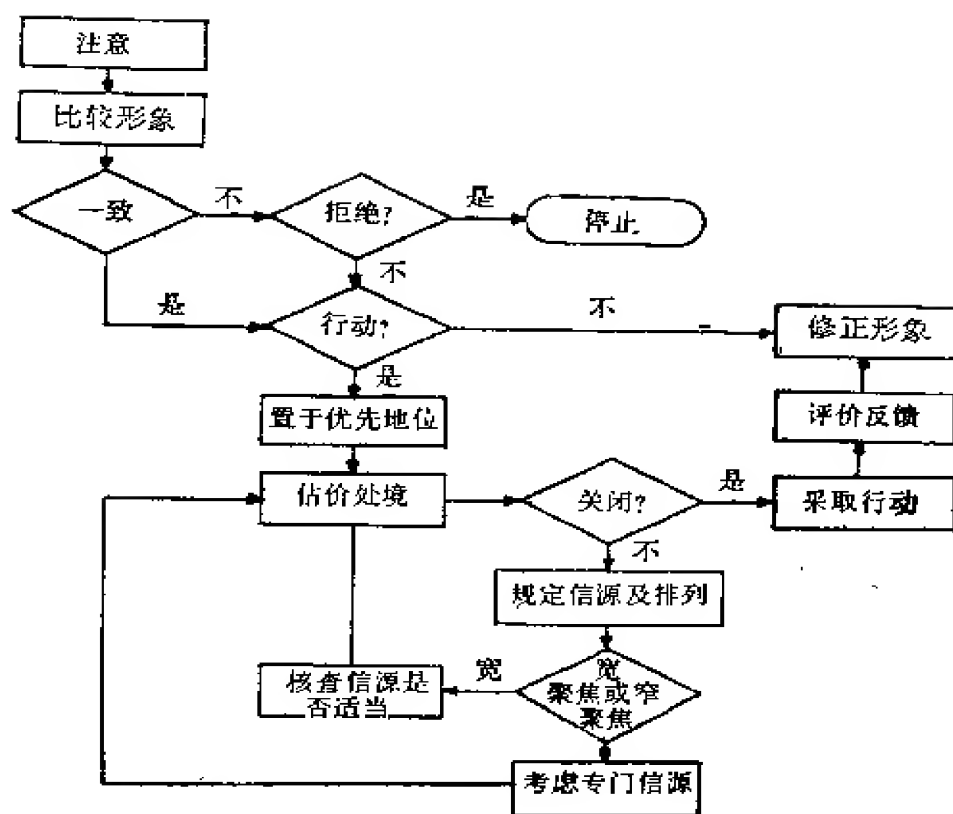 注意
比较形象
一致
不
拒绝?
是
停止
不
是
行动?
不
修正形象
是
置于优先地位
评价反馈
估价处境
关闭?
是
采取行动
不
规定信源及排列
核查信源是
否适当
宽
宽
聚焦或窄
聚焦
考虑专门信源